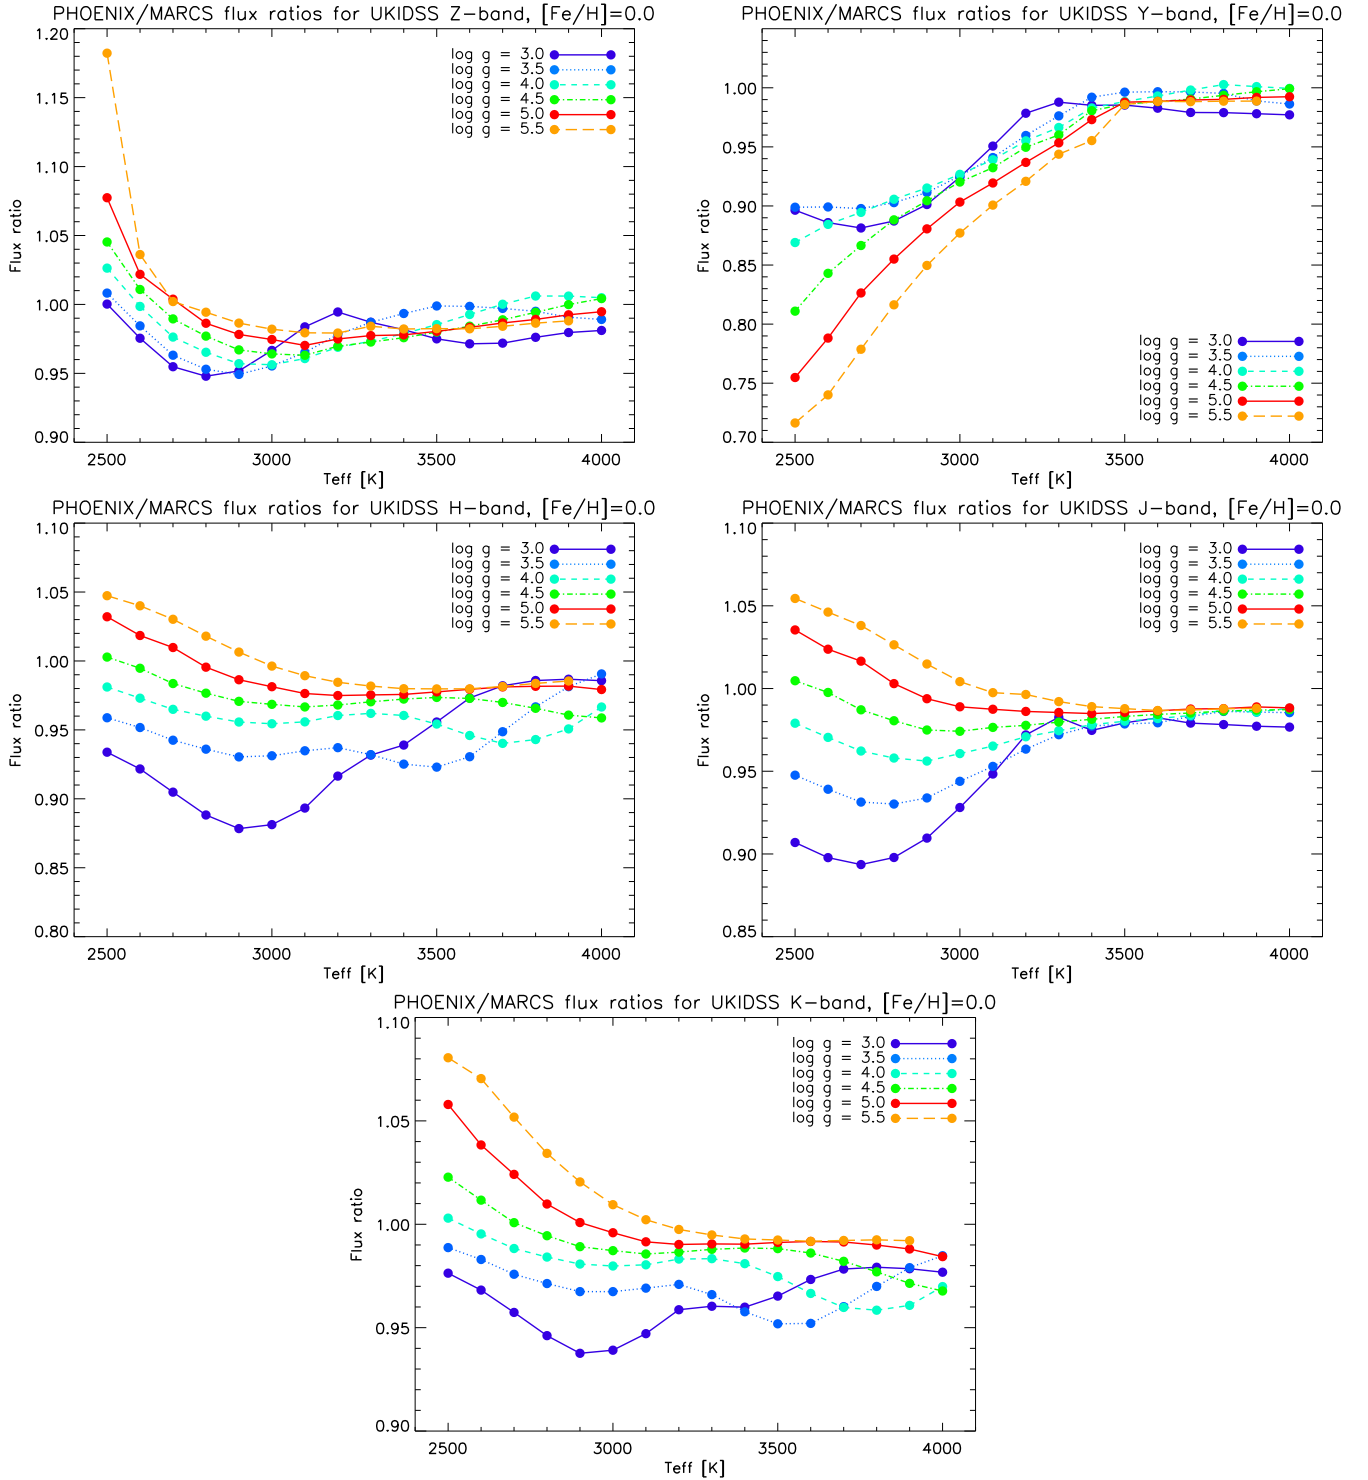 PHOENIX/MARCS flux ratios for UKIDSS Z-band, [Fe/H]=0.0
1.20
1.15
1.10
1.05
1.00
0.95
0.90
Flux ratio
log g = 3.0
log g = 3.5
log g = 4.0
log g = 4.5
log g = 5.0
log g = 5.5
2500 3000 3500 4000
Teff [K]
PHOENIX/MARCS flux ratios for UKIDSS Y-band, [Fe/H]=0.0
1.00
0.95
0.90
0.85
0.80
0.75
0.70
Flux ratio
log g = 3.0
log g = 3.5
log g = 4.0
log g = 4.5
log g = 5.0
log g = 5.5
2500 3000 3500 4000
Teff [K]
PHOENIX/MARCS flux ratios for UKIDSS H-band, [Fe/H]=0.0
1.10
1.05
1.00
0.95
0.90
0.85
0.80
Flux ratio
log g = 3.0
log g = 3.5
log g = 4.0
log g = 4.5
log g = 5.0
log g = 5.5
2500 3000 3500 4000
Teff [K]
PHOENIX/MARCS flux ratios for UKIDSS J-band, [Fe/H]=0.0
1.10
1.05
1.00
0.95
0.90
0.85
Flux ratio
log g = 3.0
log g = 3.5
log g = 4.0
log g = 4.5
log g = 5.0
log g = 5.5
2500 3000 3500 4000
Teff [K]
PHOENIX/MARCS flux ratios for UKIDSS K-band, [Fe/H]=0.0
1.10
1.05
1.00
0.95
0.90
Flux ratio
log g = 3.0
log g = 3.5
log g = 4.0
log g = 4.5
log g = 5.0
log g = 5.5
2500 3000 3500 4000
Teff [K]